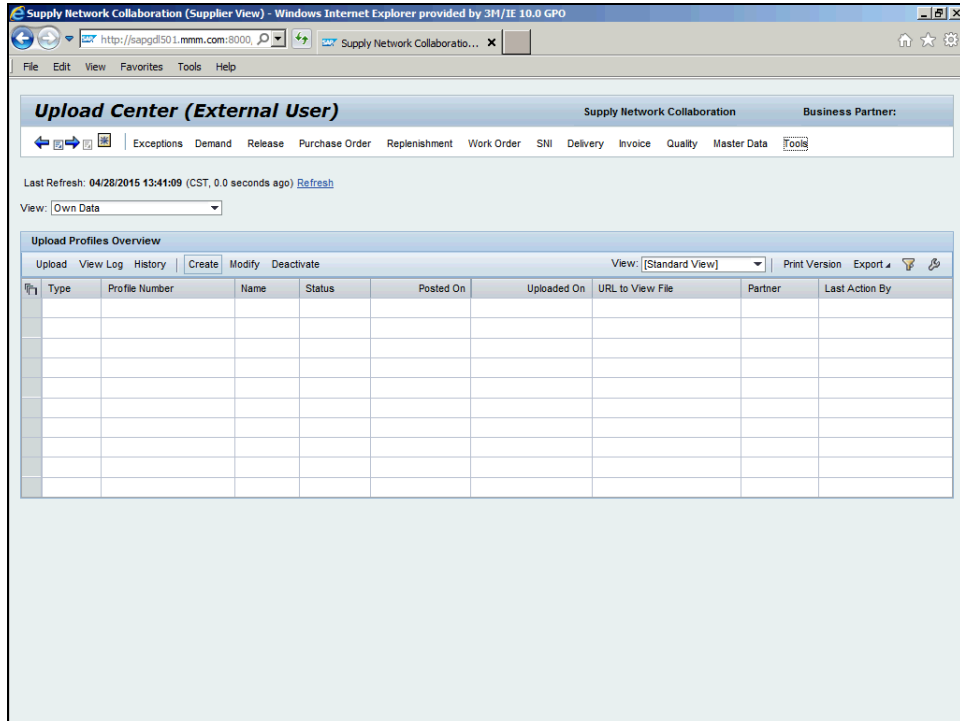 Supply Network Collaboration (Supplier View) - Windows Internet Explorer provided by 3M/IE 10.0 GPO
http://sapgdl501.mmm.com:8000, Supply Network Collaboratio...
File Edit View Favorites Tools Help
Upload Center (External User) Supply Network Collaboration Business Partner:
Exceptions Demand Release Purchase Order Replenishment Work Order SNI Delivery Invoice Quality Master Data Tools
Last Refresh: 04/28/2015 13:41:09 (CST, 0.0 seconds ago) Refresh
View: Own Data
Upload Profiles Overview
Upload View Log History Create Modify Deactivate View: [Standard View] Print Version Export
Type Profile Number Name Status Posted On Uploaded On URL to View File Partner Last Action By